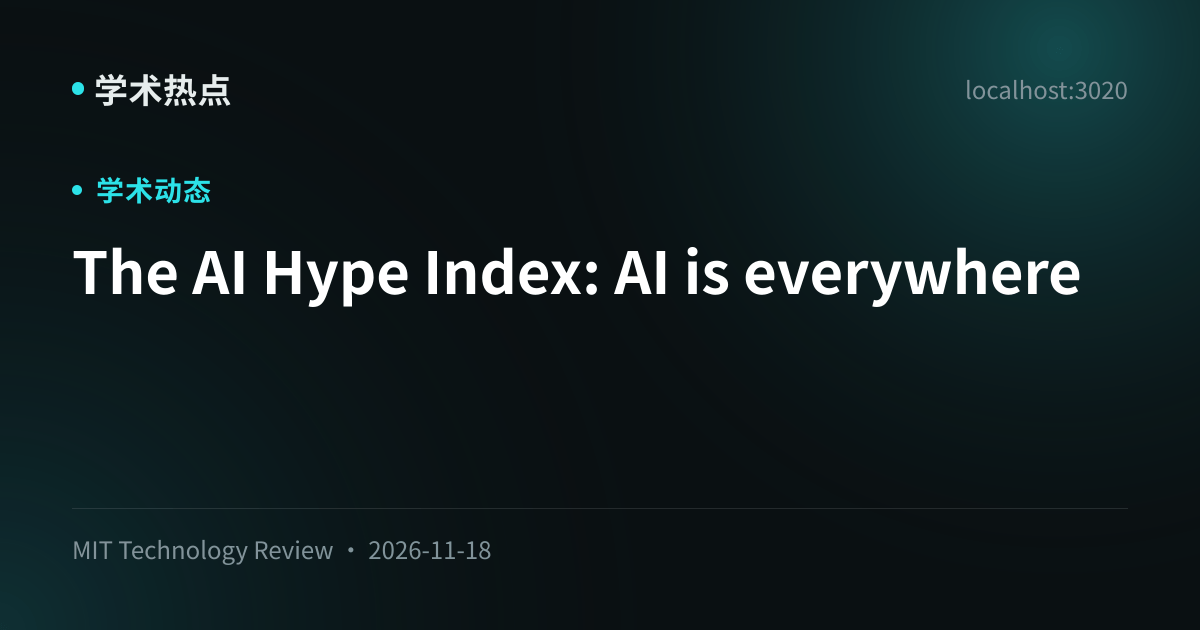 学术热点
localhost:3020
学术动态
The AI Hype Index: AI is everywhere
MIT Technology Review • 2026-11-18